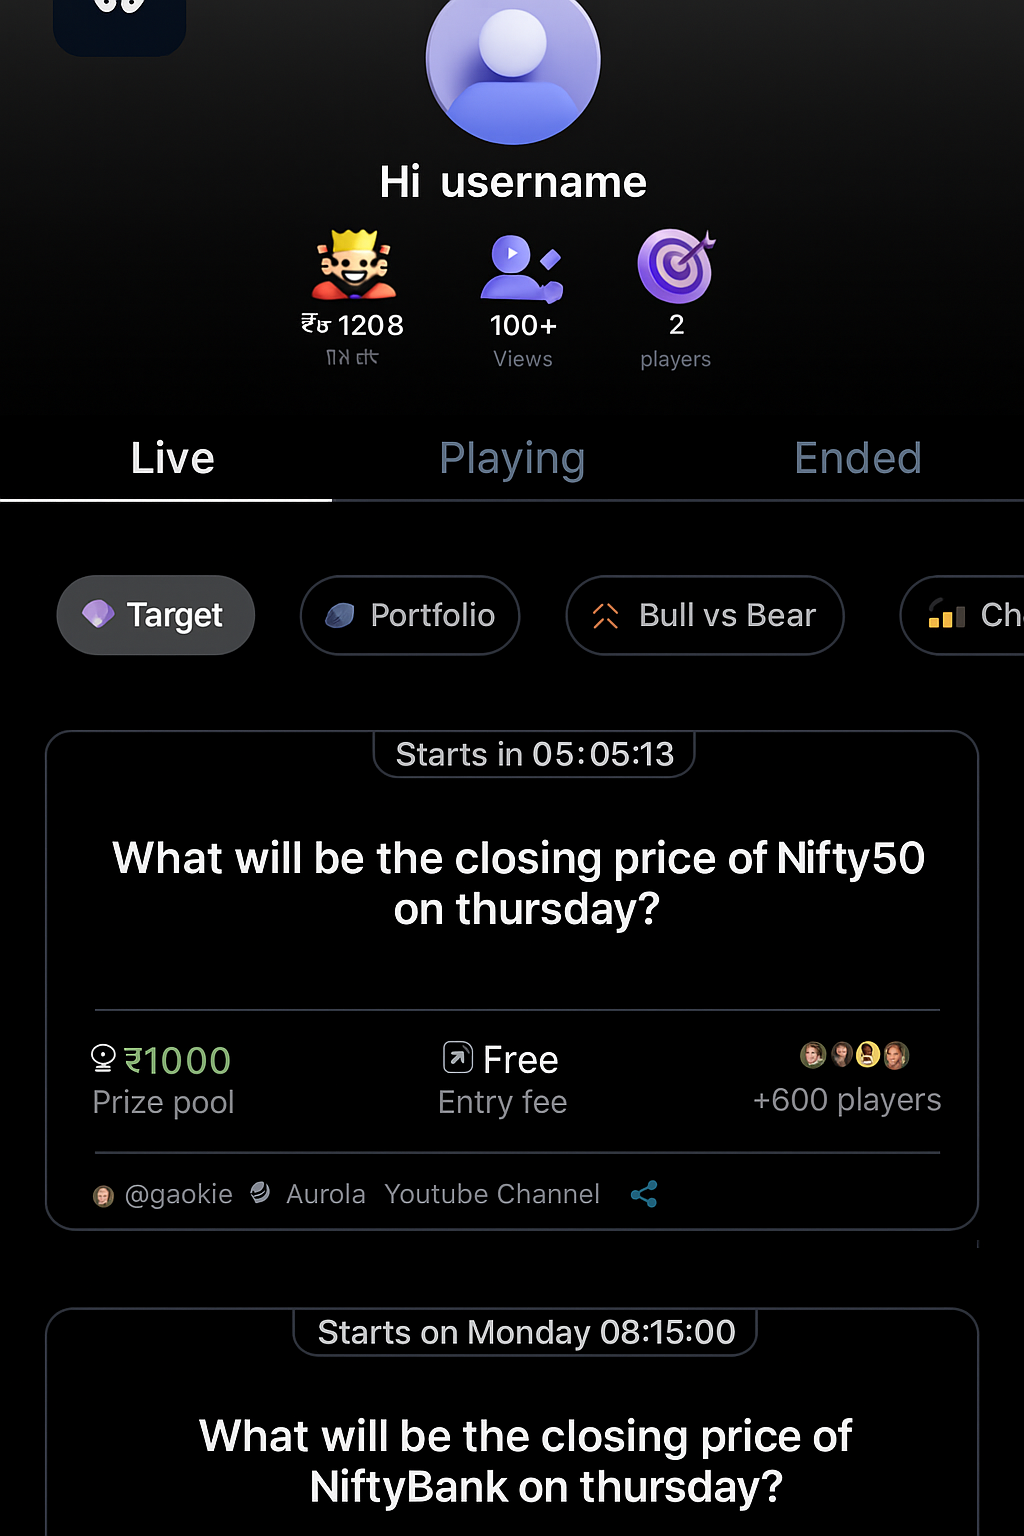 Hi username
1208
100+
2
Views
players
Live
Playing
Ended
Target
Portfolio
Bull vs Bear
Ch
Starts in 05:05:13
What will be the closing price of Nifty50
on thursday?
₹1000
Free
Prize pool
Entry fee
+600 players
@gaokie Aurola Youtube Channel
Starts on Monday 08:15:00
What will be the closing price of
NiftyBank on thursday?